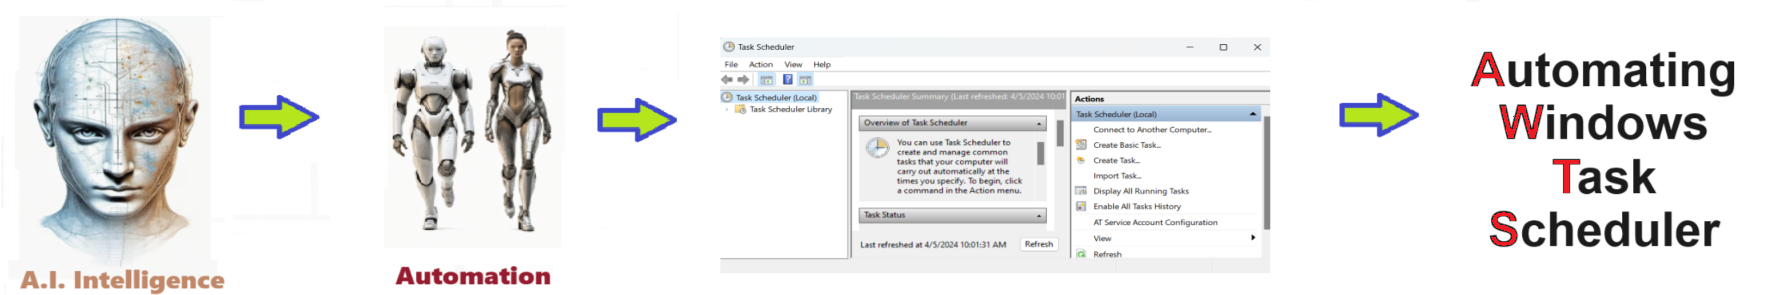 A.I. Intelligence
Automation
Task Scheduler
File Action View Help
Task Scheduler (Local)
Task Scheduler Library
Task Scheduler Summary (Last refreshed: 4/5/2024 10:01
Overview of Task Scheduler
You can use Task Scheduler to
create and manage common
tasks that your computer will
carry out automatically at the
times you specify. To begin, click
a command in the Action menu.
Task Status
Last refreshed at 4/5/2024 10:01:31 AM
Refresh
Actions
Task Scheduler (Local)
Connect to Another Computer...
Create Basic Task...
Create Task...
Import Task...
Display All Running Tasks
Enable All Tasks History
AT Service Account Configuration
View
Refresh
Automating
Windows
Task
Scheduler